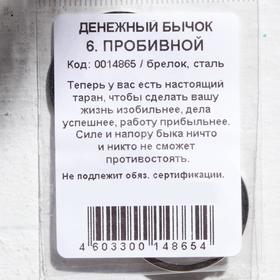 ДЕНЕЖНЫЙ БЫЧОК
6. ПРОБИВНОЙ
Код: 0014865 / брелок, сталь
Теперь у вас есть настоящий
таран, чтобы сделать вашу
жизнь изобильнее, дела
успешнее, работу прибыльнее.
Силе и напору быка ничто
и никто не сможет
противостоять.
Не подлежит обяз. сертификации.
4 603300 148654